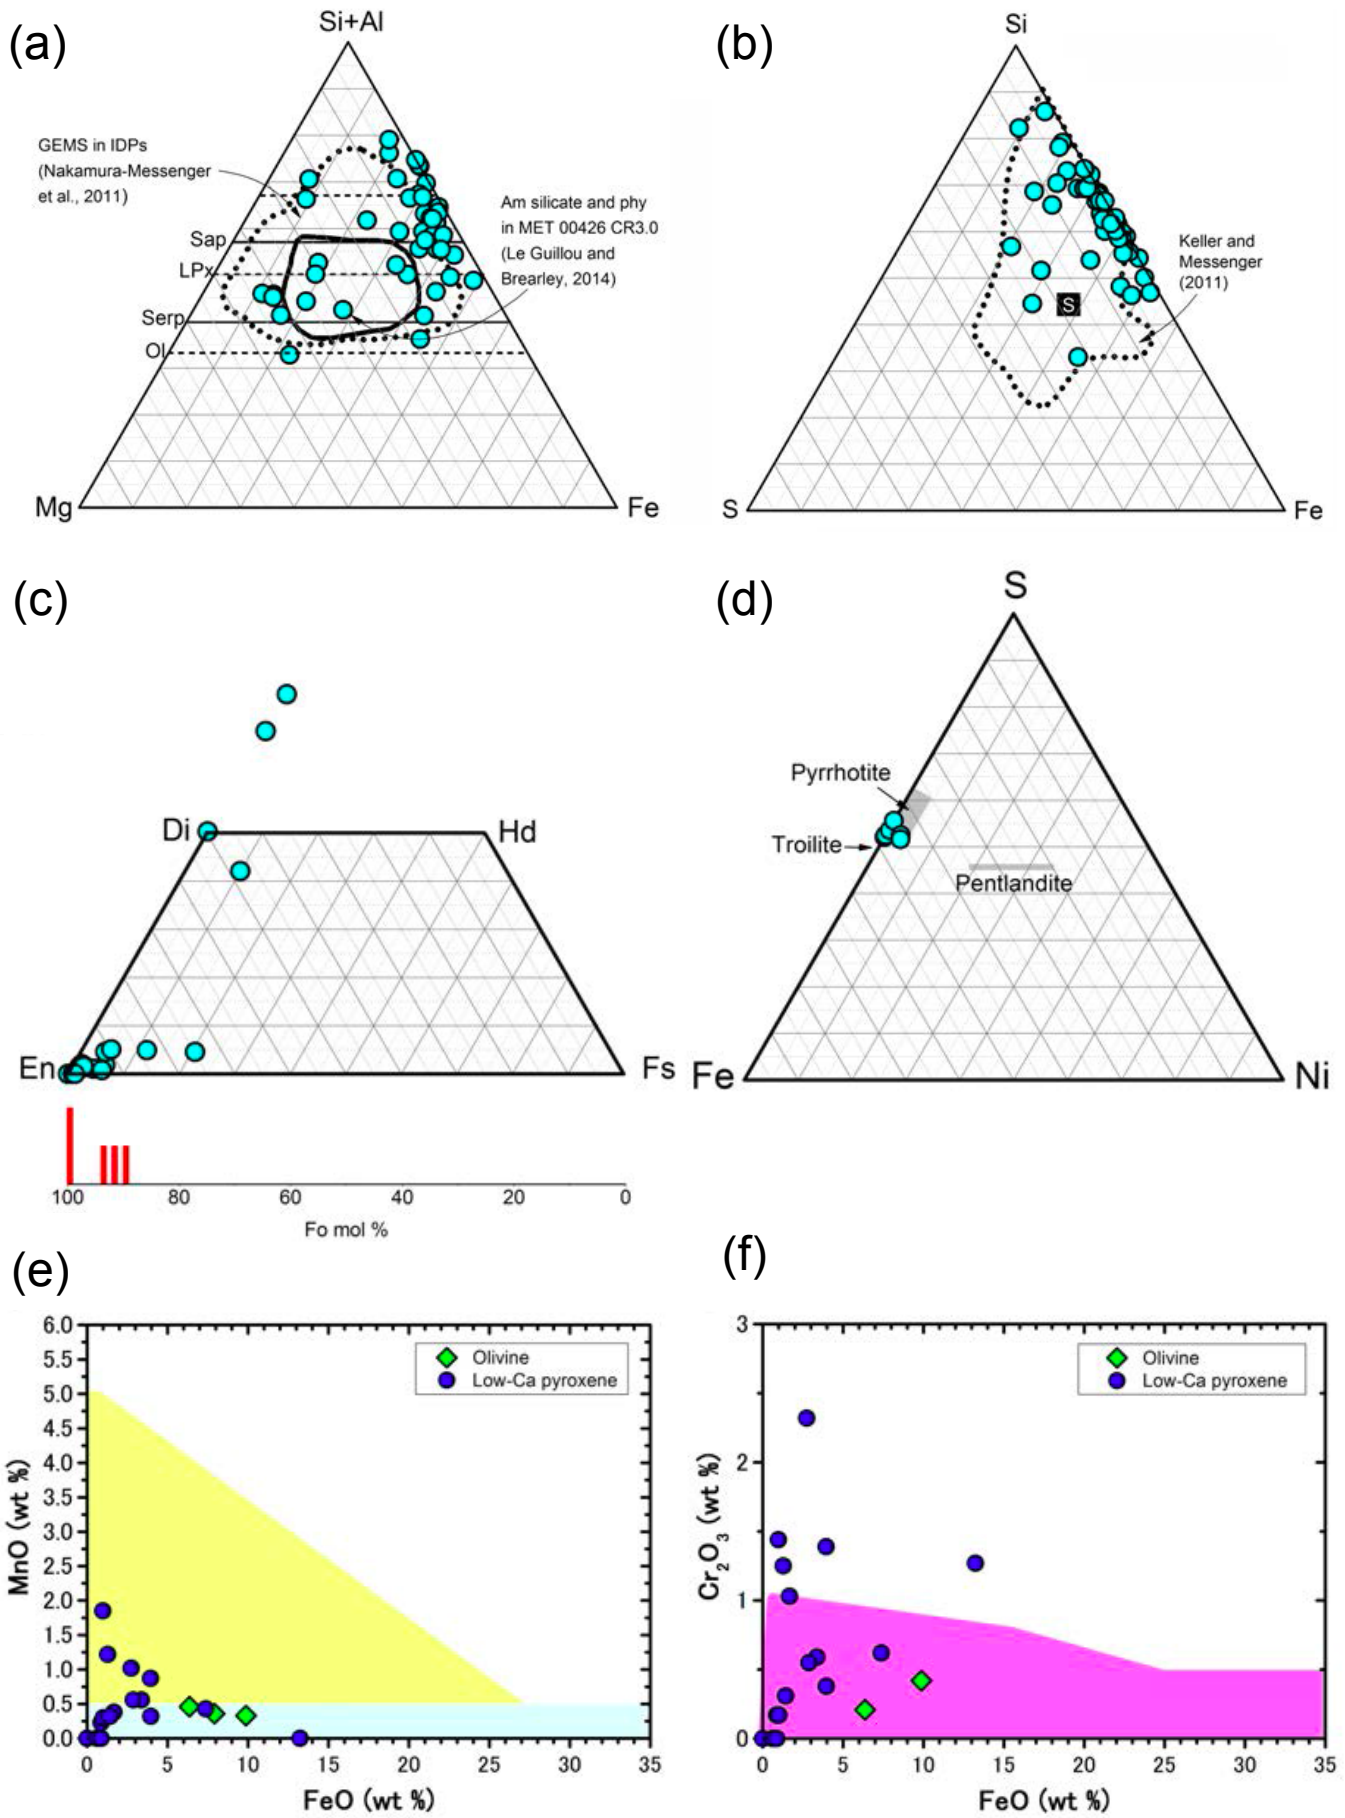 (a)
Si+Al
GEMS in IDPs
(Nakamura-Messenger
et al., 2011)
Am silicate and phy
in MET 00426 CR3.0
(Le Guillou and
Brearley, 2014)
Sap
LPx
Serp
Ol
Mg
Fe
(b)
Si
Keller and
Messenger
(2011)
S
S
Fe
(c)
Di
Hd
En
Fs
100 80 60 40 20 0
Fo mol %
(d)
S
Pyrrhotite
Troilite
Pentlandite
Fe
Ni
(e)
6.0
5.5
5.0
4.5
4.0
3.5
3.0
2.5
2.0
1.5
1.0
0.5
0.0
MnO (wt %)
Olivine
Low-Ca pyroxene
0 5 10 15 20 25 30 35
FeO (wt %)
(f)
3
2
1
0
Cr2O3 (wt %)
Olivine
Low-Ca pyroxene
0 5 10 15 20 25 30 35
FeO (wt %)